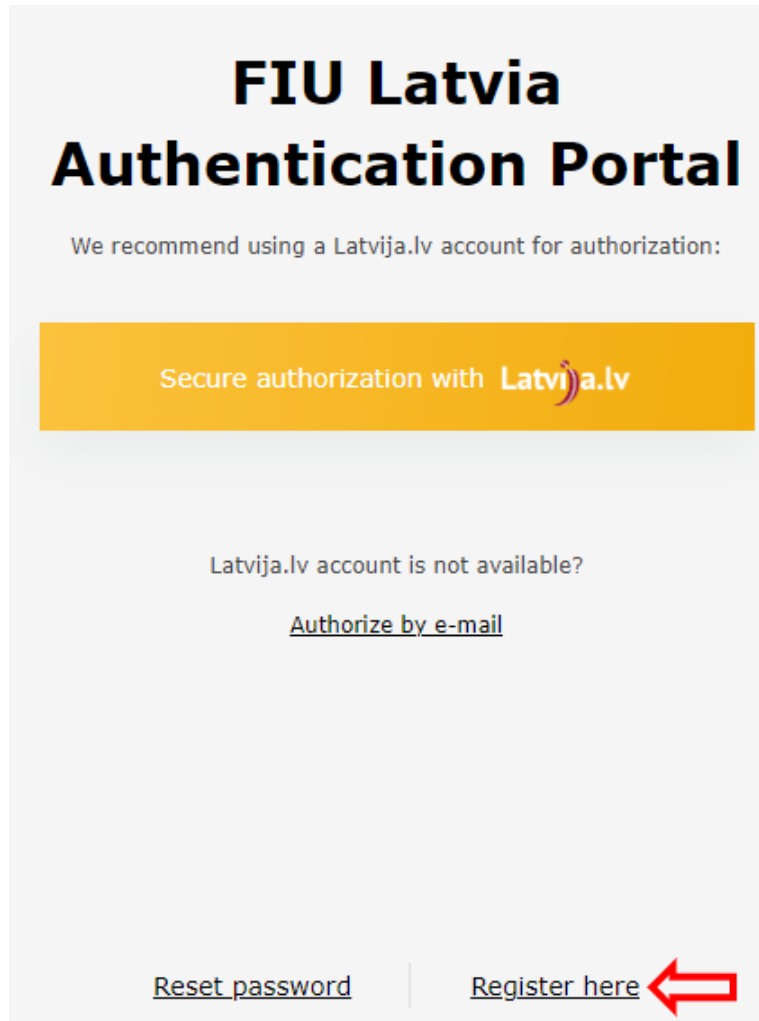 FIU Latvia
Authentication Portal
We recommend using a Latvija.lv account for authorization:
Secure authorization with Latvija.lv
Latvija.lv account is not available?
Authorize by e-mail
Reset password
Register here